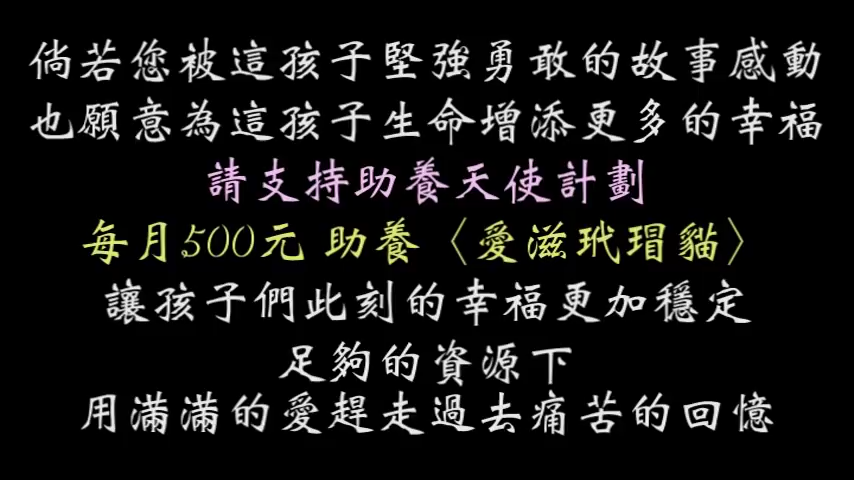 倘若您被這孩子堅強勇敢的故事感動
也願意為這孩子生命增添更多的幸福
請支持助養天使計劃
每月500元 助養〈愛滋玳瑁貓〉
讓孩子們此刻的幸福更加穩定
足夠的資源下
用滿滿的愛趕走過去痛苦的回憶